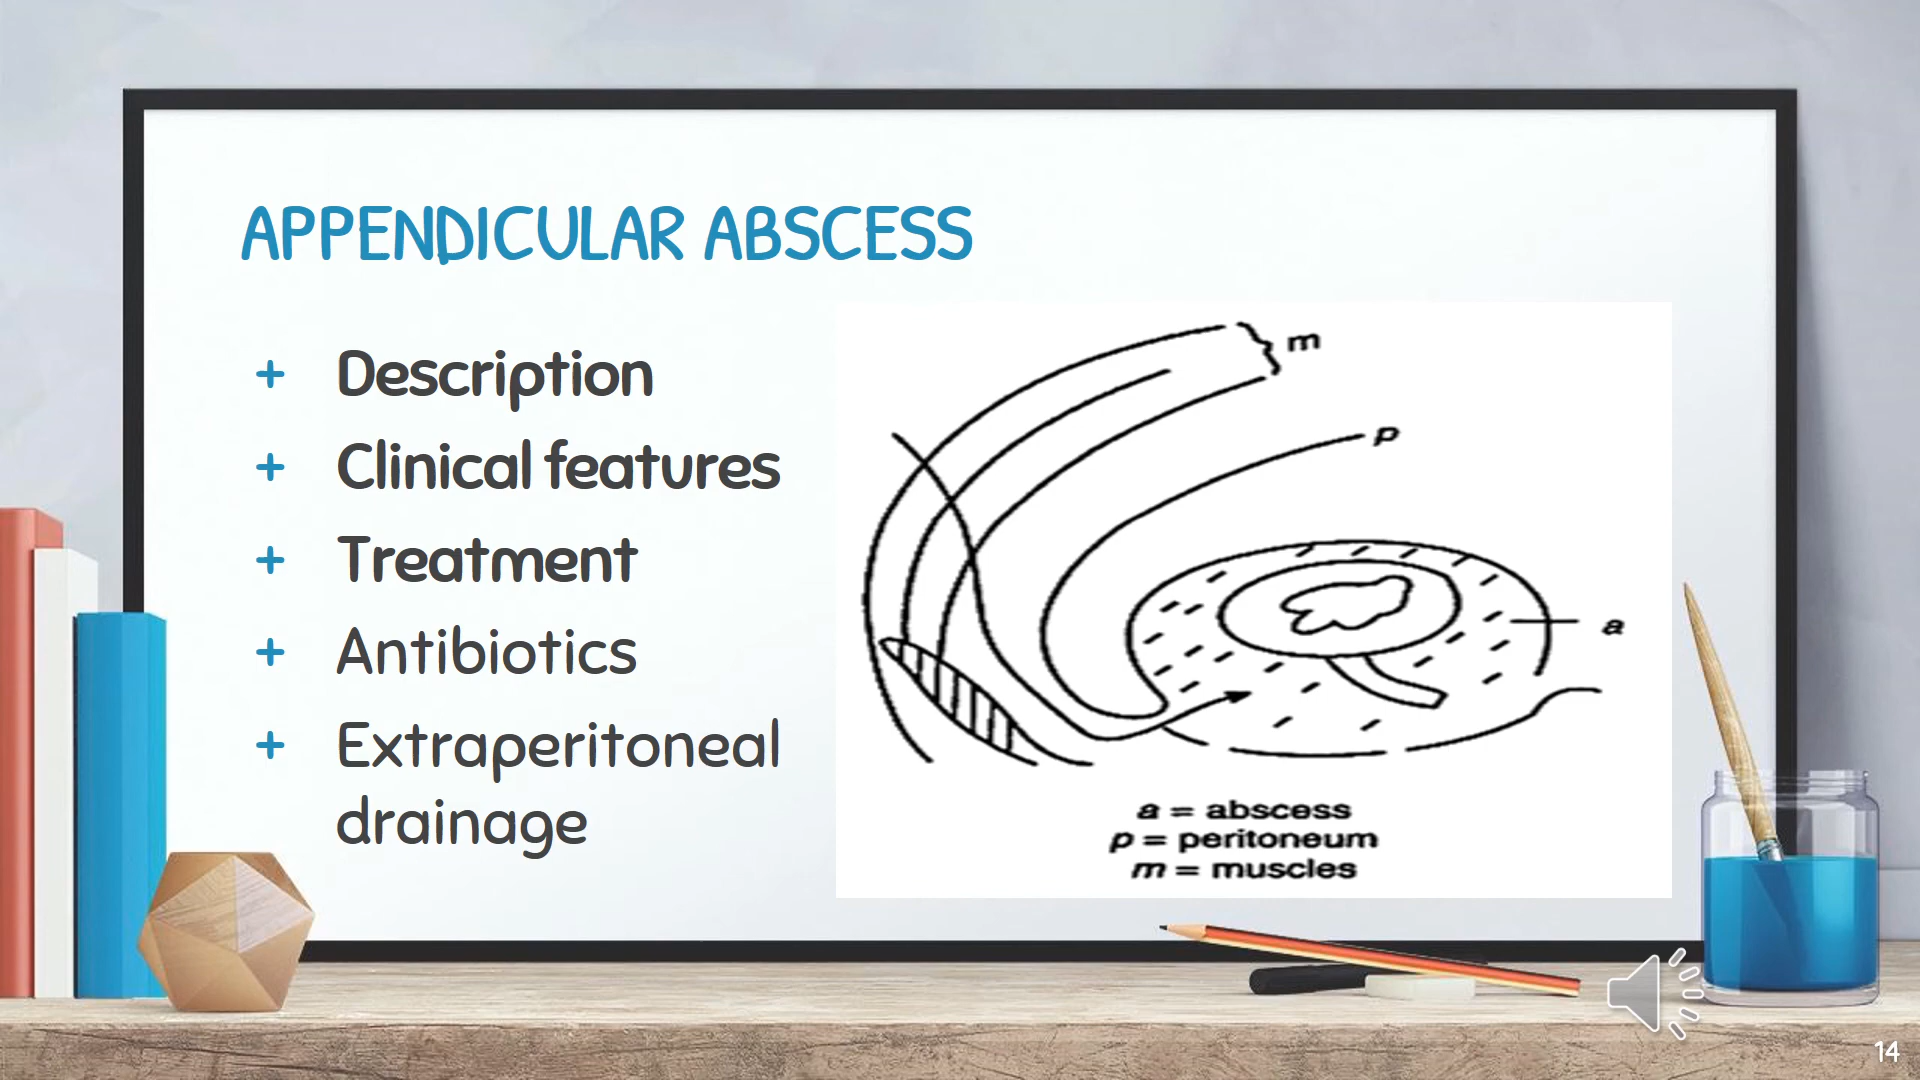 APPENDICULAR ABSCESS
+ Description
+ Clinical features
+ Treatment
+ Antibiotics
+ Extraperitoneal
drainage
m
p
a
a = abscess
p = peritoneum
m = muscles
14